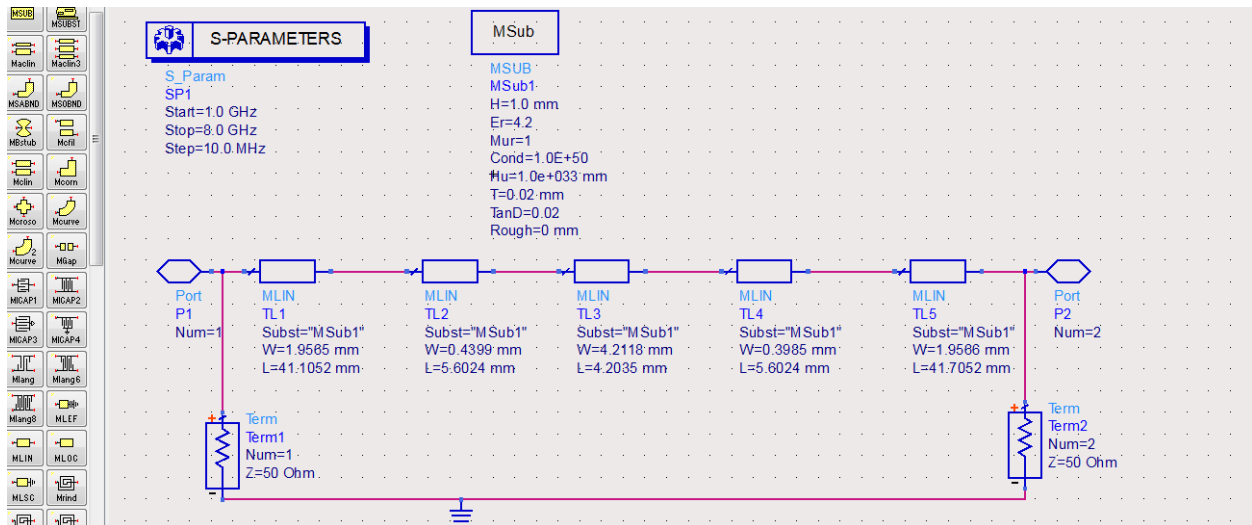 MSUB
MSUBST
Maclin
Maclin3
MSABND
MSOBND
MBstub
Mcfil
Mclin
Mcorn
Mcroso
Mcurve
Mcurve
2
MGap
MICAP1
MICAP2
MICAP3
MICAP4
Mlang
Mlang6
Mlang8
MLEF
MLIN
MLOC
MLSC
Mrind
S-PARAMETERS
S_Param
SP1
Start=1.0 GHz
Stop=8.0 GHz
Step=10.0 MHz
MSub
MSUB
MSub1
H=1.0 mm
Er=4.2
Mur=1
Cond=1.0E+50
Hu=1.0e+033 mm
T=0.02 mm
TanD=0.02
Rough=0 mm
Port
P1
Num=1
MLIN
TL1
Subst="MSub1"
W=1.9565 mm
L=41.1052 mm
MLIN
TL2
Subst="MSub1"
W=0.4399 mm
L=5.6024 mm
MLIN
TL3
Subst="MSub1"
W=4.2118 mm
L=4.2035 mm
MLIN
TL4
Subst="MSub1"
W=0.3985 mm
L=5.6024 mm
MLIN
TL5
Subst="MSub1"
W=1.9566 mm
L=41.7052 mm
Port
P2
Num=2
Term
Term1
Num=1
Z=50 Ohm
Term
Term2
Num=2
Z=50 Ohm